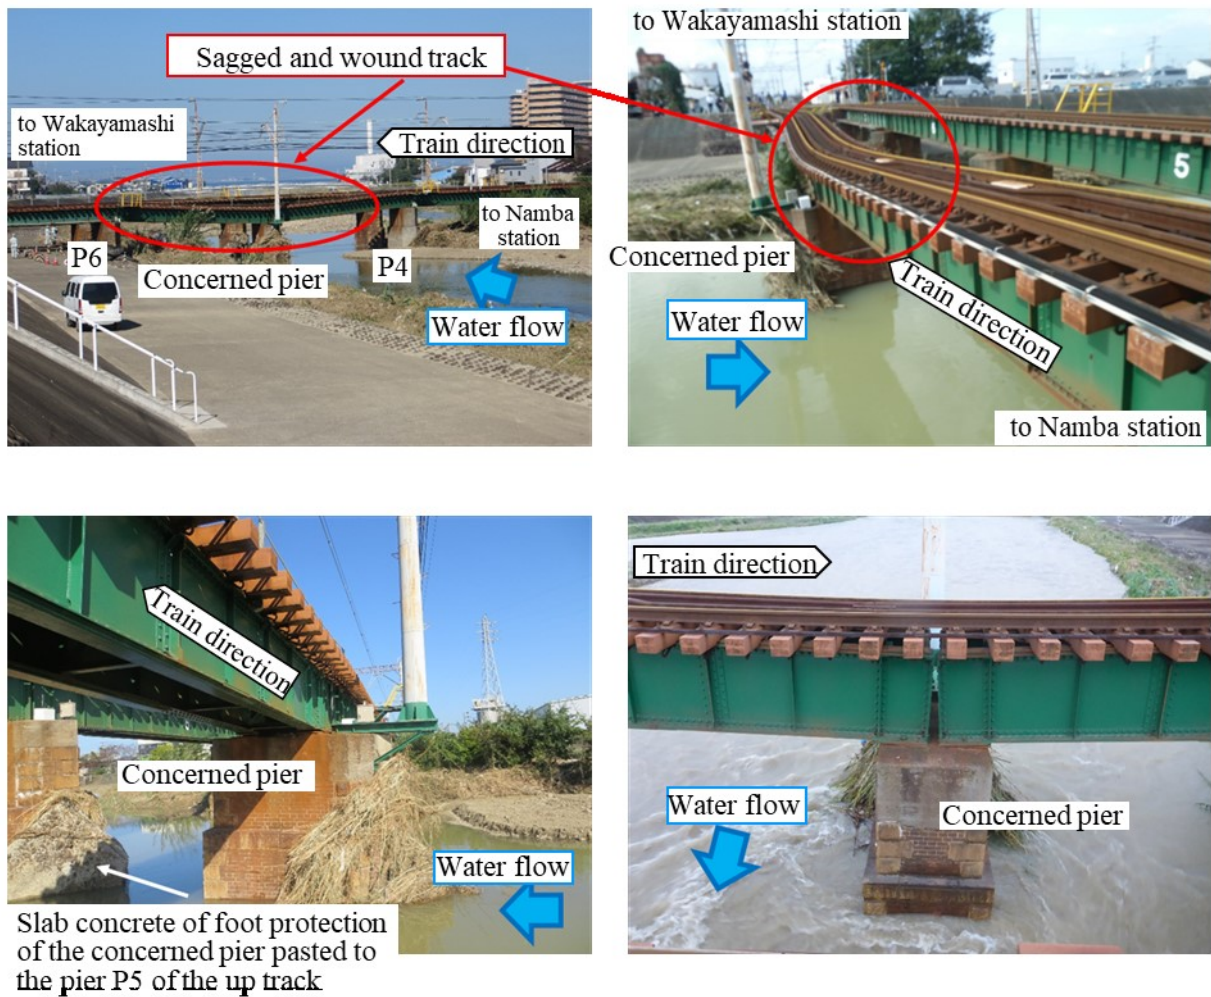 to Wakayamashi station
Sagged and wound track
to Wakayamashi
station
Train direction
5
to Namba
station
P6
P4
Concerned pier
Concerned pier
Train direction
Water flow
Water flow
to Namba station
Train direction
Train direction
Concerned pier
Water flow
Concerned pier
Water flow
Slab concrete of foot protection
of the concerned pier pasted to
the pier P5 of the up track